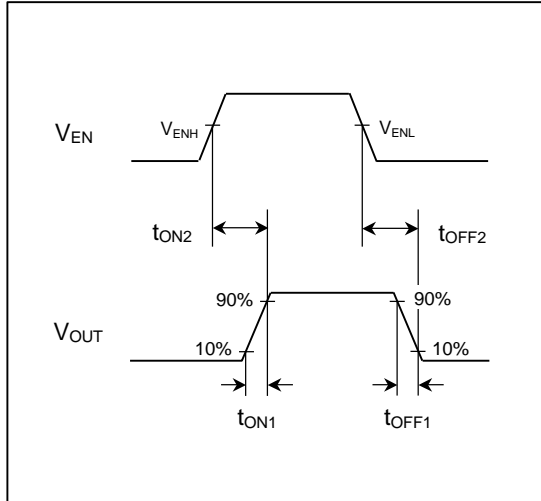 VEN
VENH
VENL
tON2
tOFF2
90%
90%
VOUT
10%
10%
tON1
tOFF1